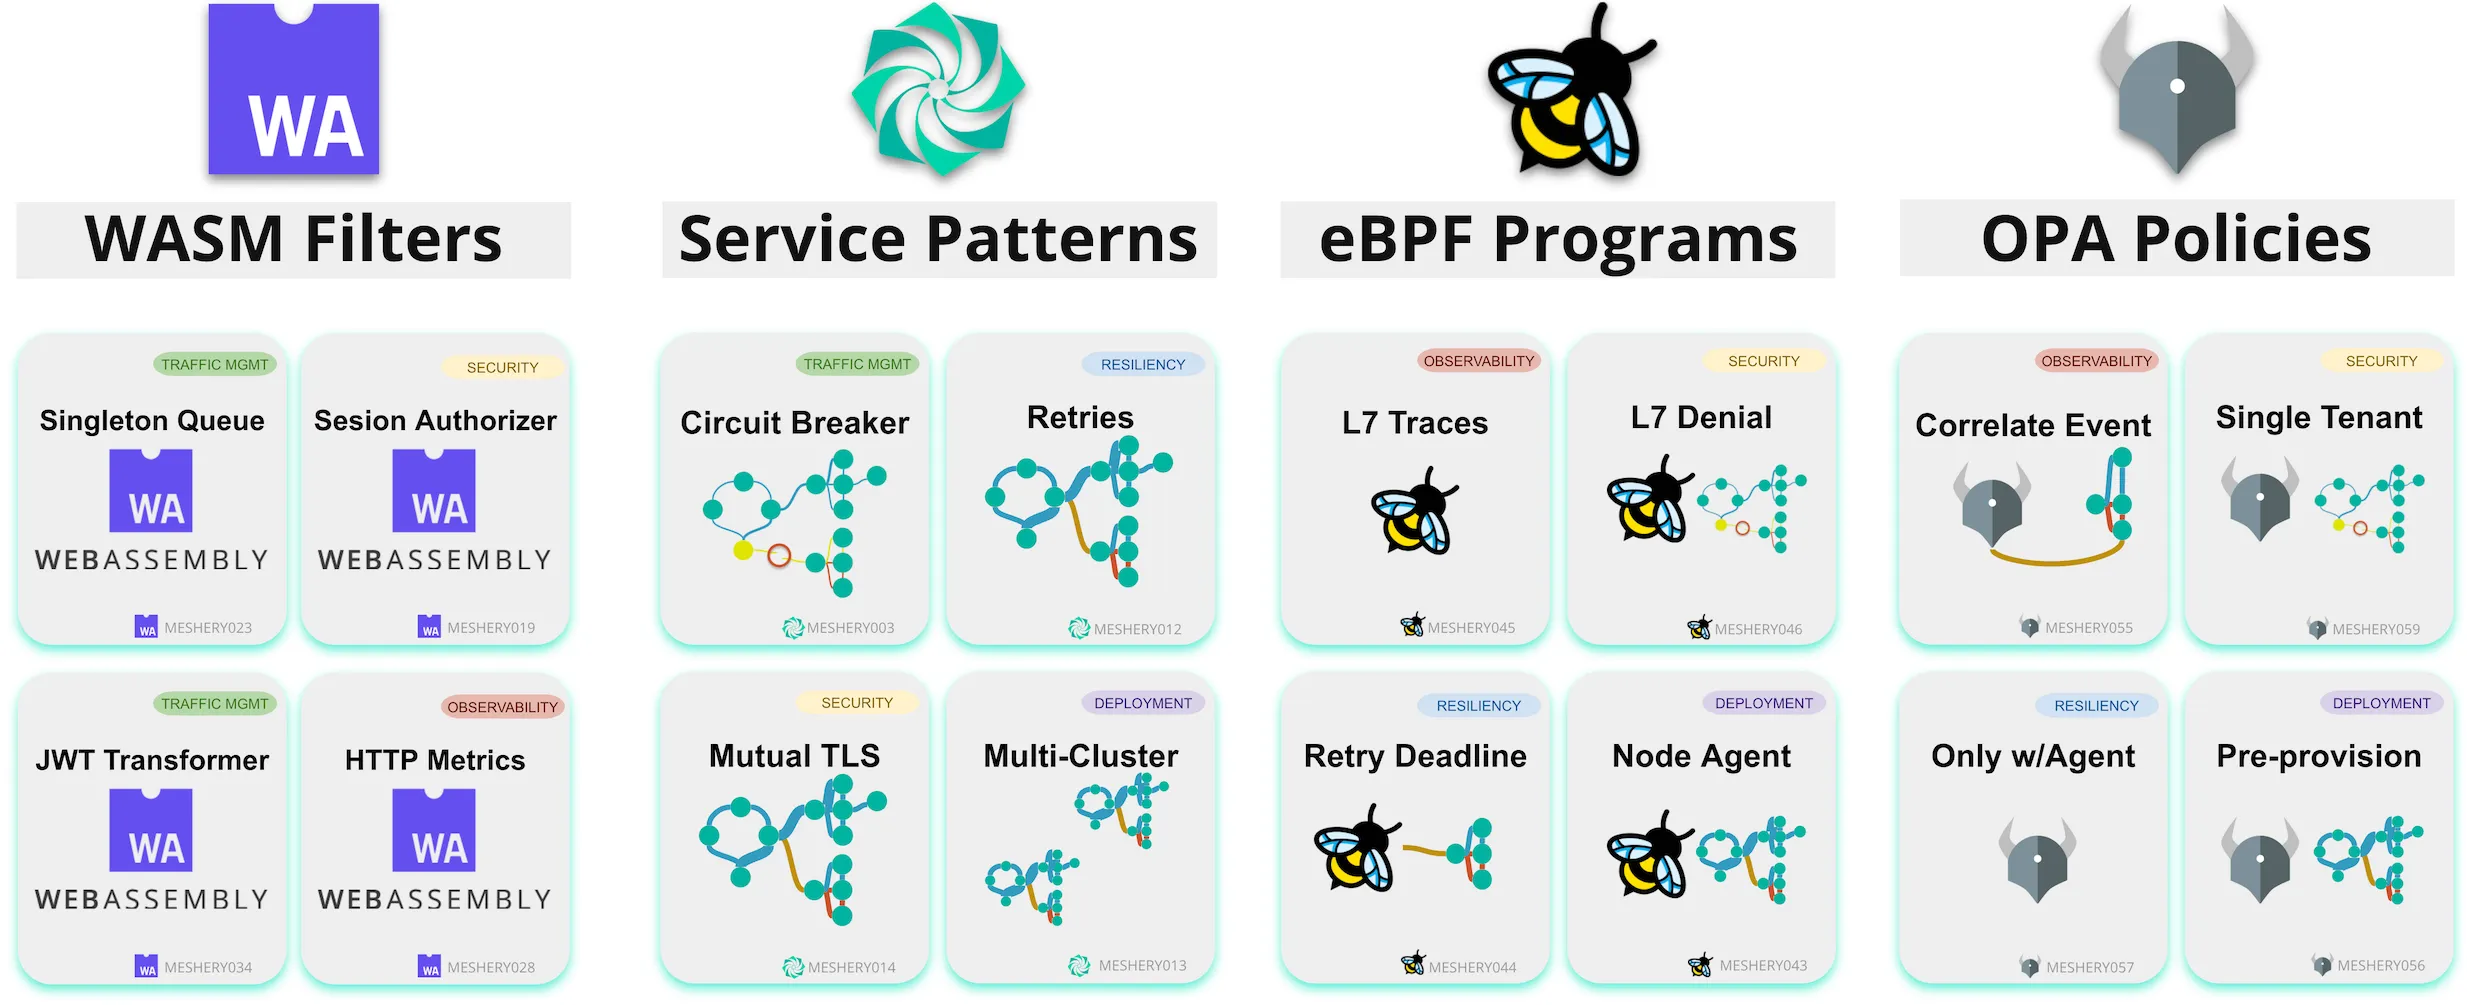 WA
WASM Filters
TRAFFIC MGMT
Singleton Queue
WA
WEBASSEMBLY
WA MESHERY023
SECURITY
Sesion Authorizer
WA
WEBASSEMBLY
WA MESHERY019
TRAFFIC MGMT
JWT Transformer
WA
WEBASSEMBLY
WA MESHERY034
OBSERVABILITY
HTTP Metrics
WA
WEBASSEMBLY
WA MESHERY028
Service Patterns
TRAFFIC MGMT
Circuit Breaker
MESHERY003
RESILIENCY
Retries
MESHERY012
SECURITY
Mutual TLS
MESHERY014
DEPLOYMENT
Multi-Cluster
MESHERY013
eBPF Programs
OBSERVABILITY
L7 Traces
MESHERY045
SECURITY
L7 Denial
MESHERY046
RESILIENCY
Retry Deadline
MESHERY044
DEPLOYMENT
Node Agent
MESHERY043
OPA Policies
OBSERVABILITY
Correlate Event
MESHERY055
SECURITY
Single Tenant
MESHERY059
RESILIENCY
Only w/Agent
MESHERY057
DEPLOYMENT
Pre-provision
MESHERY056